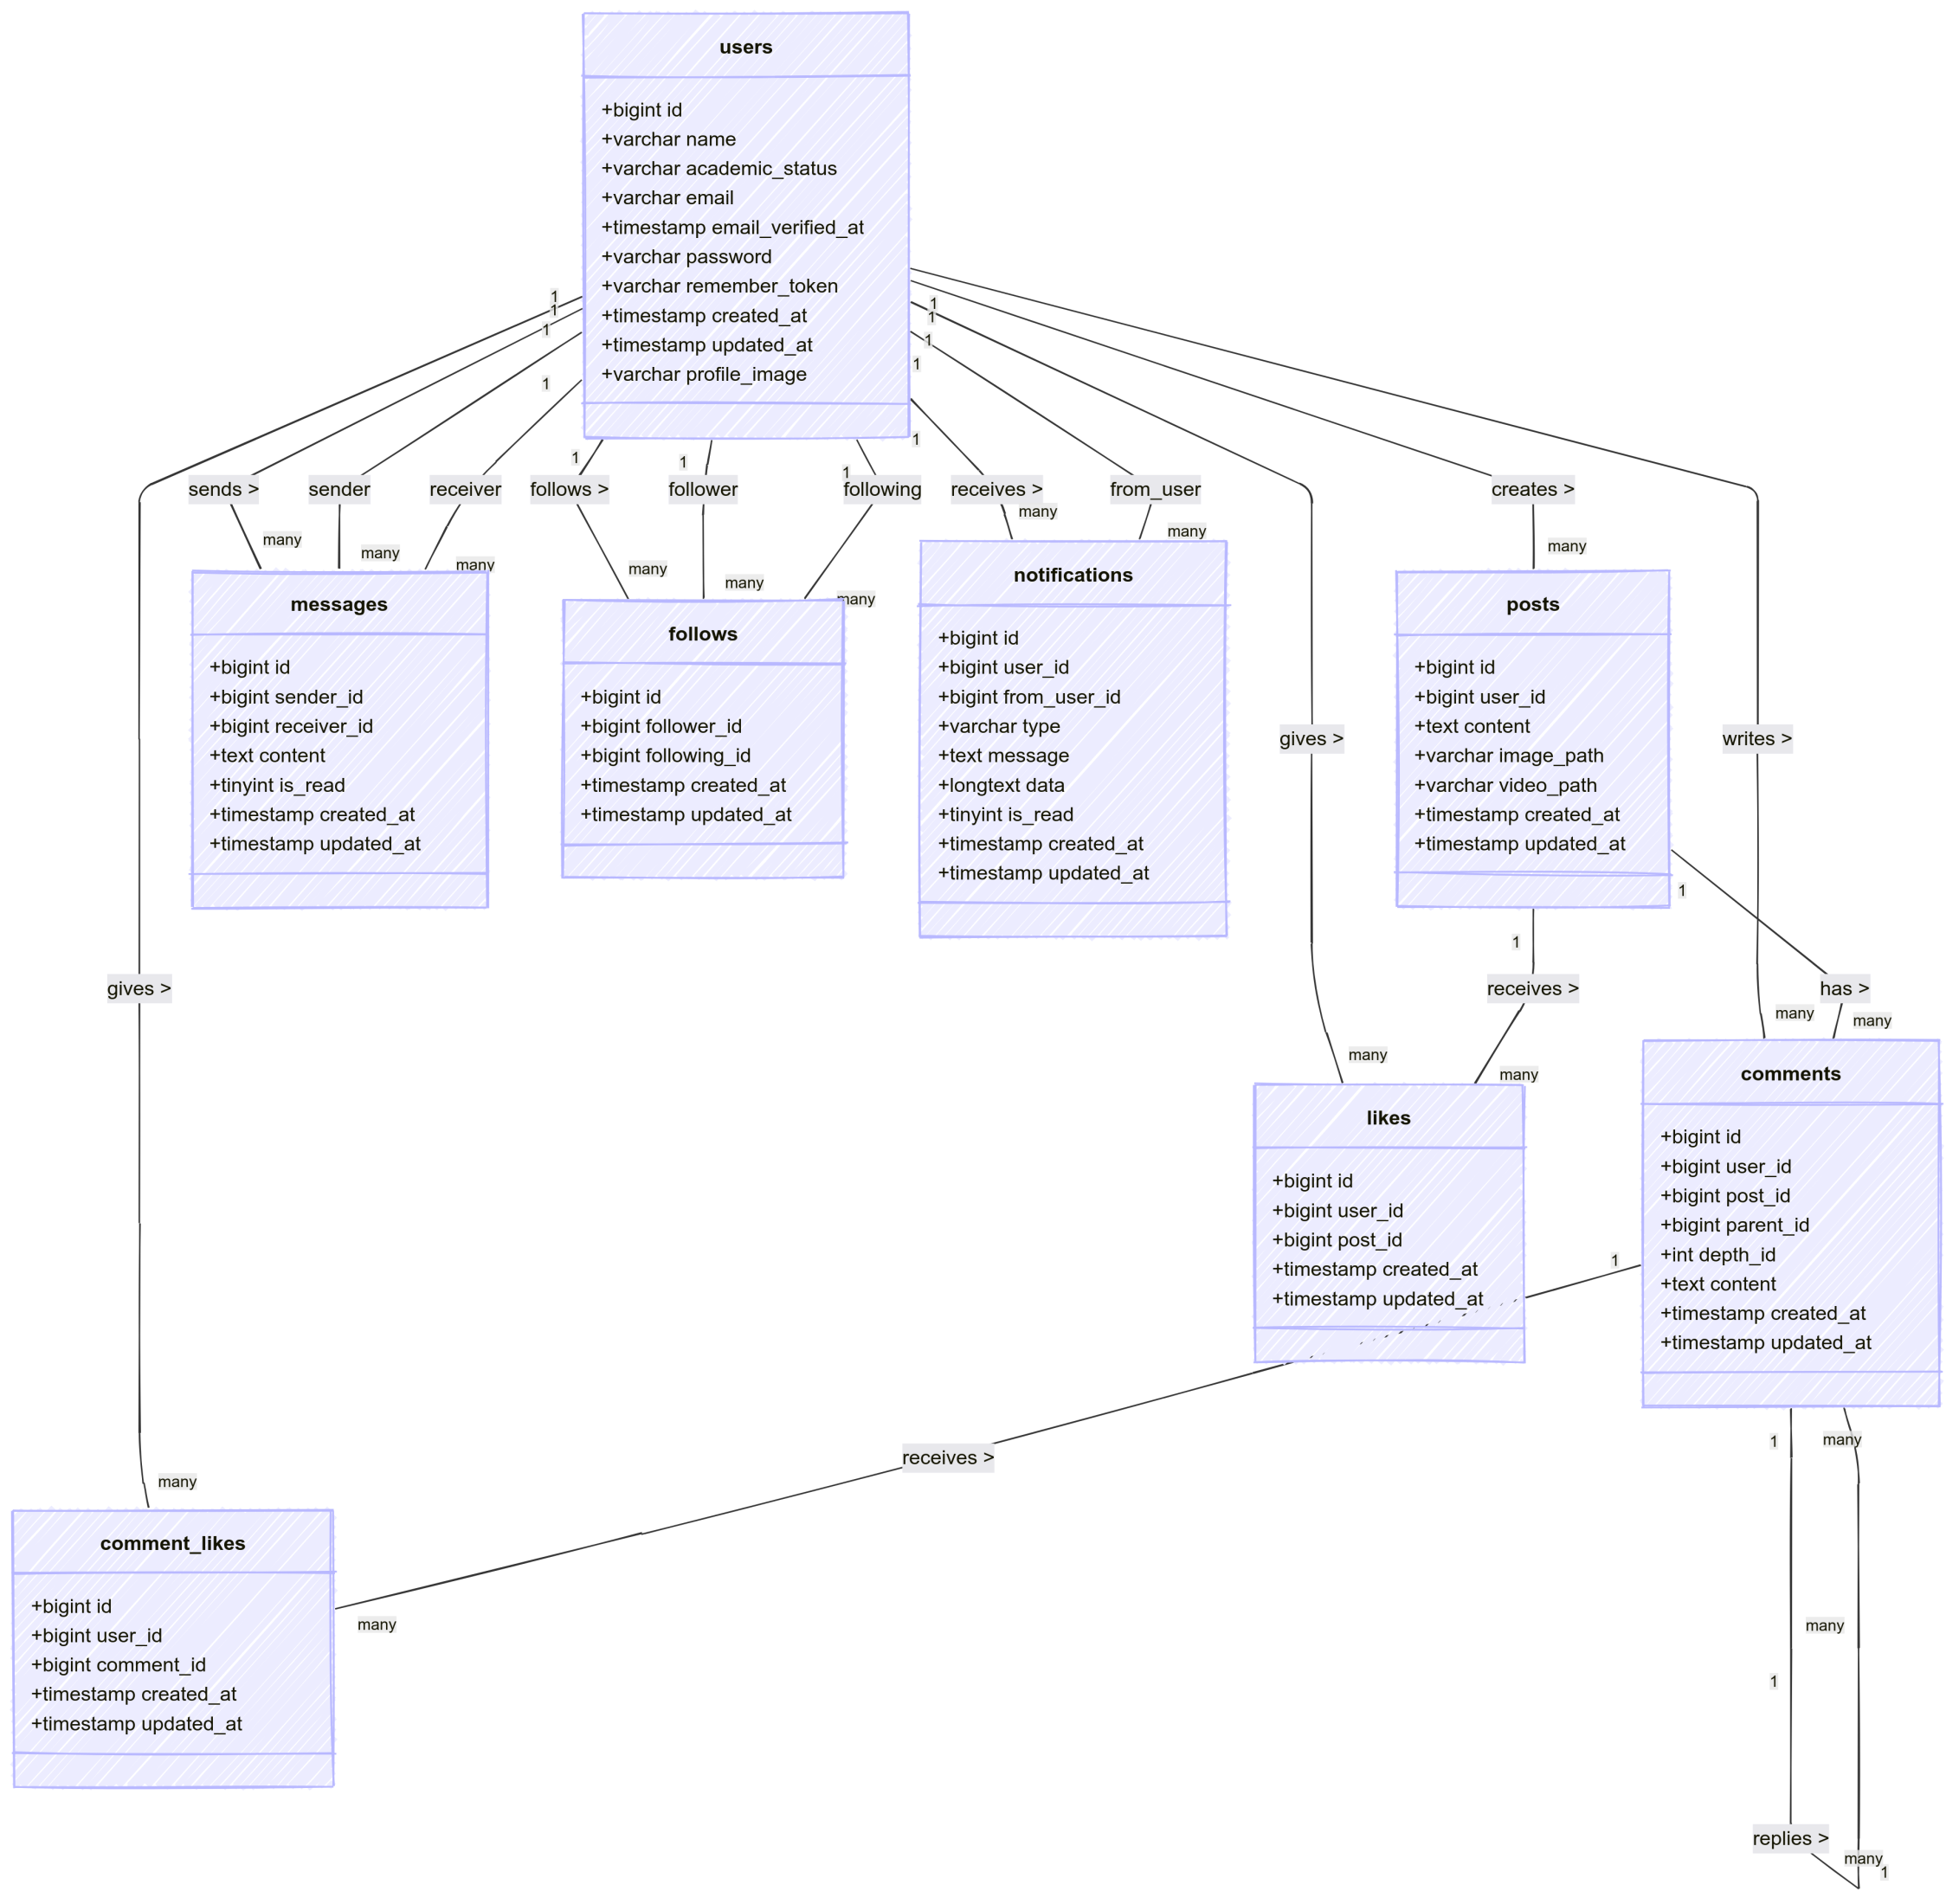 users
+bigint id
+varchar name
+varchar academic_status
+varchar email
+timestamp email_verified_at
+varchar password
+varchar remember_token
+timestamp created_at
+timestamp updated_at
+varchar profile_image
1
1
1
1
1
1
1
1
1
1
1
1
sends >
sender
receiver
follows >
follower
following
receives >
from_user
creates >
many
many
many
many
many
many
many
many
many
messages
+bigint id
+bigint sender_id
+bigint receiver_id
+text content
+tinyint is_read
+timestamp created_at
+timestamp updated_at
follows
+bigint id
+bigint follower_id
+bigint following_id
+timestamp created_at
+timestamp updated_at
notifications
+bigint id
+bigint user_id
+bigint from_user_id
+varchar type
+text message
+longtext data
+tinyint is_read
+timestamp created_at
+timestamp updated_at
gives >
posts
+bigint id
+bigint user_id
+text content
+varchar image_path
+varchar video_path
+timestamp created_at
+timestamp updated_at
writes >
1
1
gives >
receives >
has >
many
many
many
many
likes
+bigint id
+bigint user_id
+bigint post_id
+timestamp created_at
+timestamp updated_at
comments
+bigint id
+bigint user_id
+bigint post_id
+bigint parent_id
+int depth_id
+text content
+timestamp created_at
+timestamp updated_at
1
receives >
1
many
many
comment_likes
+bigint id
+bigint user_id
+bigint comment_id
+timestamp created_at
+timestamp updated_at
many
many
1
replies >
many
1